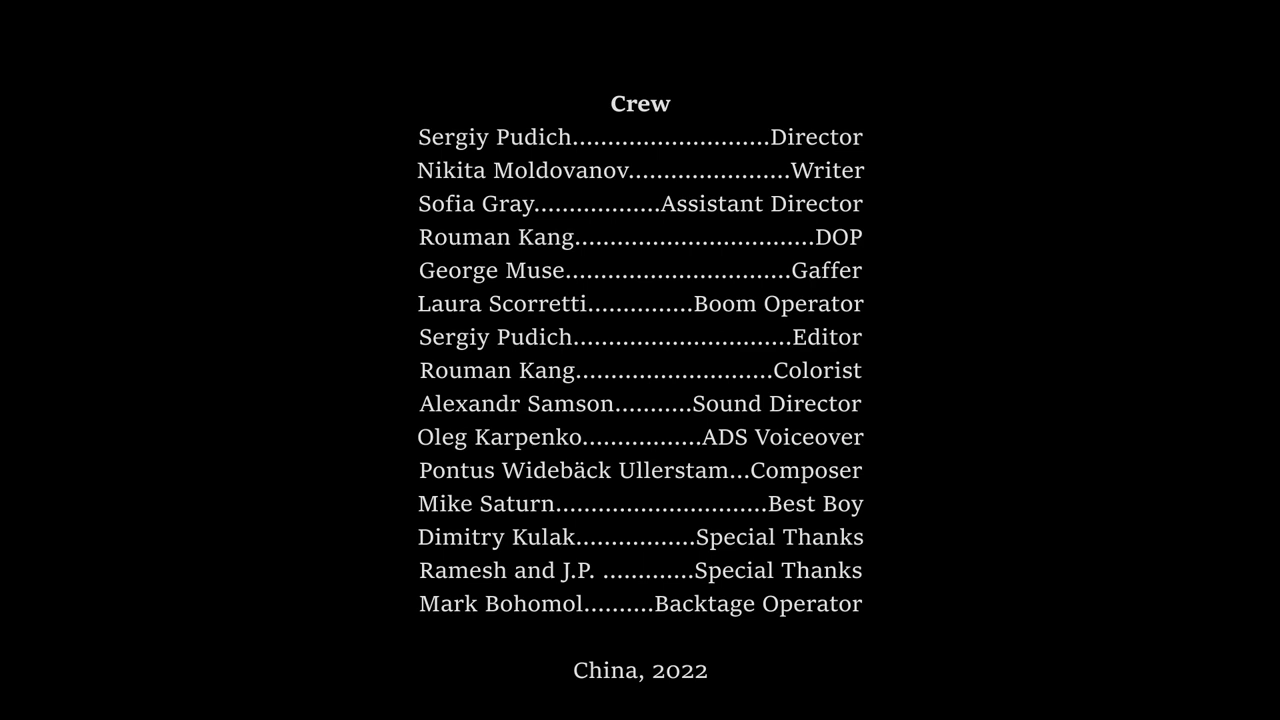 Crew
Sergiy Pudich............................Director
Nikita Moldovanov.......................Writer
Sofia Gray..................Assistant Director
Rouman Kang..................................DOP
George Muse................................Gaffer
Laura Scorretti...............Boom Operator
Sergiy Pudich...............................Editor
Rouman Kang............................Colorist
Alexandr Samson...........Sound Director
Oleg Karpenko.................ADS Voiceover
Pontus Widebäck Ullerstam...Composer
Mike Saturn..............................Best Boy
Dimitry Kulak.................Special Thanks
Ramesh and J.P. .............Special Thanks
Mark Bohomol..........Backtage Operator
China, 2022